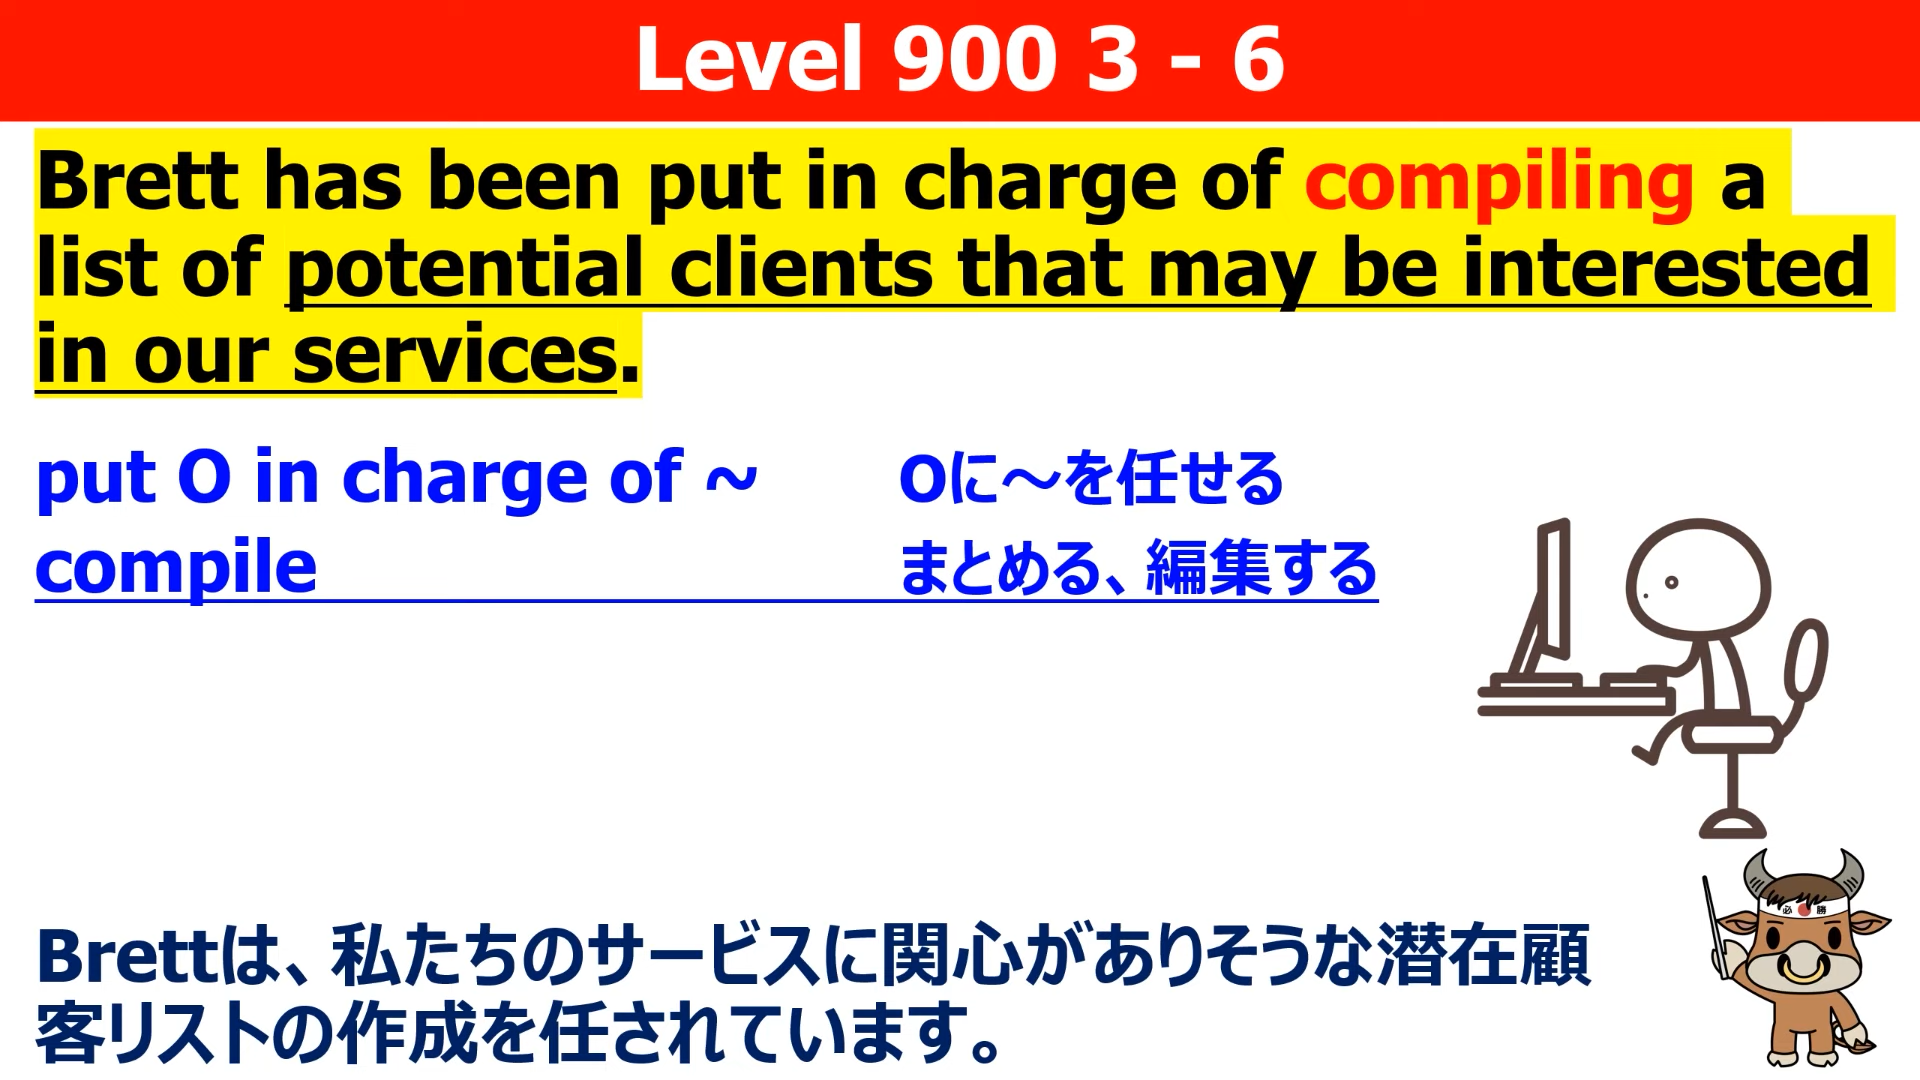 Level 900 3 - 6
Brett has been put in charge of compiling a
list of potential clients that may be interested
in our services.
put O in charge of ~ Oに～を任せる
compile まとめる、編集する
必 勝
Brettは、私たちのサービスに関心がありそうな潜在顧
客リストの作成を任されています。